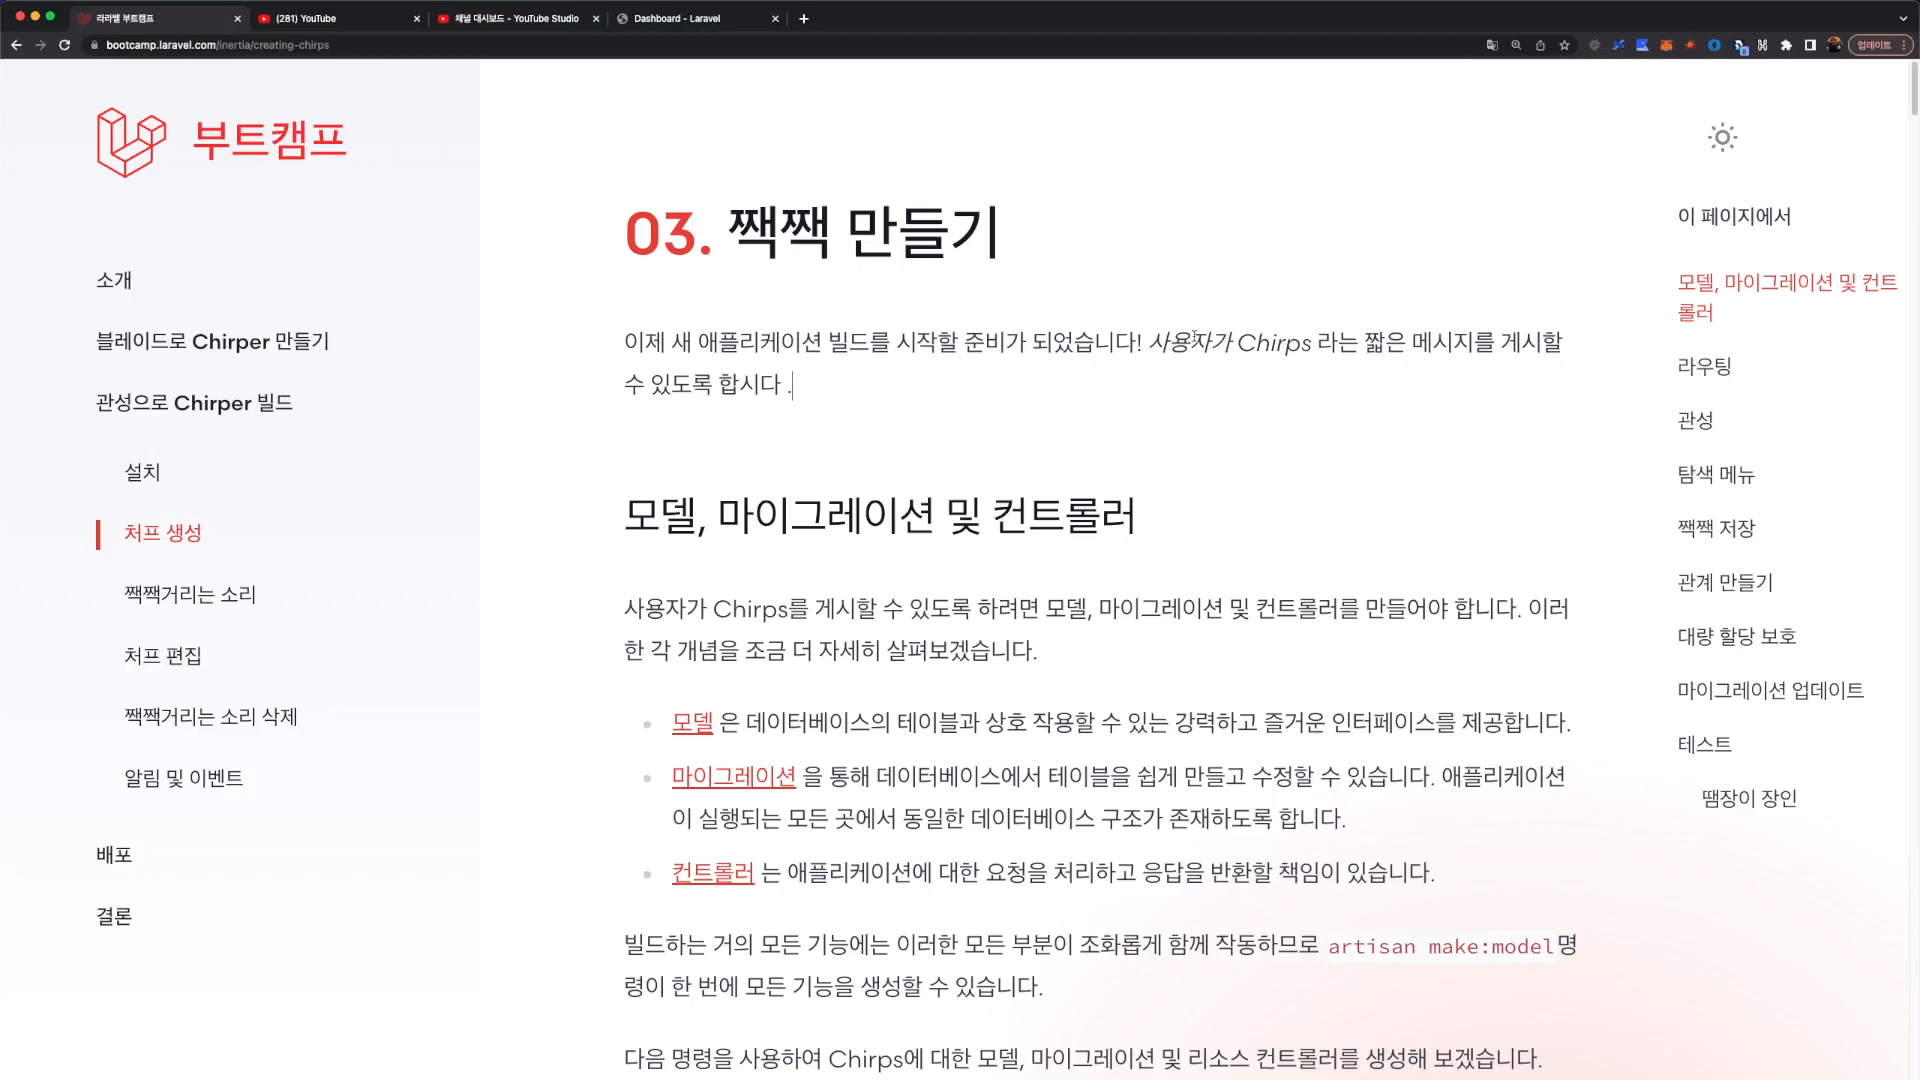 라라벨 부트캠프
(281) YouTube
채널 대시보드 - YouTube Studio
Dashboard - Laravel
bootcamp.laravel.com/inertia/creating-chirps
업데이트
부트캠프
소개
블레이드로 Chirper 만들기
관성으로 Chirper 빌드
설치
처프 생성
짹짹거리는 소리
처프 편집
짹짹거리는 소리 삭제
알림 및 이벤트
배포
결론
03. 짹짹 만들기
이제 새 애플리케이션 빌드를 시작할 준비가 되었습니다! 사용자가 Chirps 라는 짧은 메시지를 게시할
수 있도록 합시다 .
모델, 마이그레이션 및 컨트롤러
사용자가 Chirps를 게시할 수 있도록 하려면 모델, 마이그레이션 및 컨트롤러를 만들어야 합니다. 이러
한 각 개념을 조금 더 자세히 살펴보겠습니다.
모델 은 데이터베이스의 테이블과 상호 작용할 수 있는 강력하고 즐거운 인터페이스를 제공합니다.
마이그레이션 을 통해 데이터베이스에서 테이블을 쉽게 만들고 수정할 수 있습니다. 애플리케이션
이 실행되는 모든 곳에서 동일한 데이터베이스 구조가 존재하도록 합니다.
컨트롤러 는 애플리케이션에 대한 요청을 처리하고 응답을 반환할 책임이 있습니다.
빌드하는 거의 모든 기능에는 이러한 모든 부분이 조화롭게 함께 작동하므로 artisan make:model명
령이 한 번에 모든 기능을 생성할 수 있습니다.
다음 명령을 사용하여 Chirps에 대한 모델, 마이그레이션 및 리소스 컨트롤러를 생성해 보겠습니다.
이 페이지에서
모델, 마이그레이션 및 컨트
롤러
라우팅
관성
탐색 메뉴
짹짹 저장
관계 만들기
대량 할당 보호
마이그레이션 업데이트
테스트
땜장이 장인